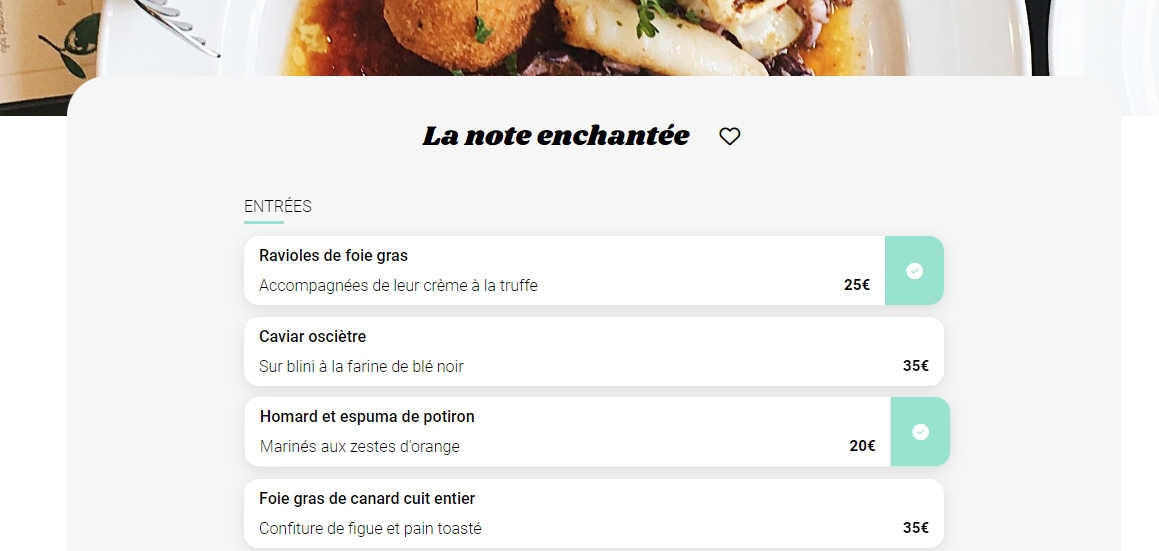 La note enchantée
ENTRÉES
Ravioles de foie gras
Accompagnées de leur crème à la truffe
25€
Caviar osciètre
Sur blini à la farine de blé noir
35€
Homard et espuma de potiron
Marinés aux zestes d'orange
20€
Foie gras de canard cuit entier
Confiture de figue et pain toasté
35€